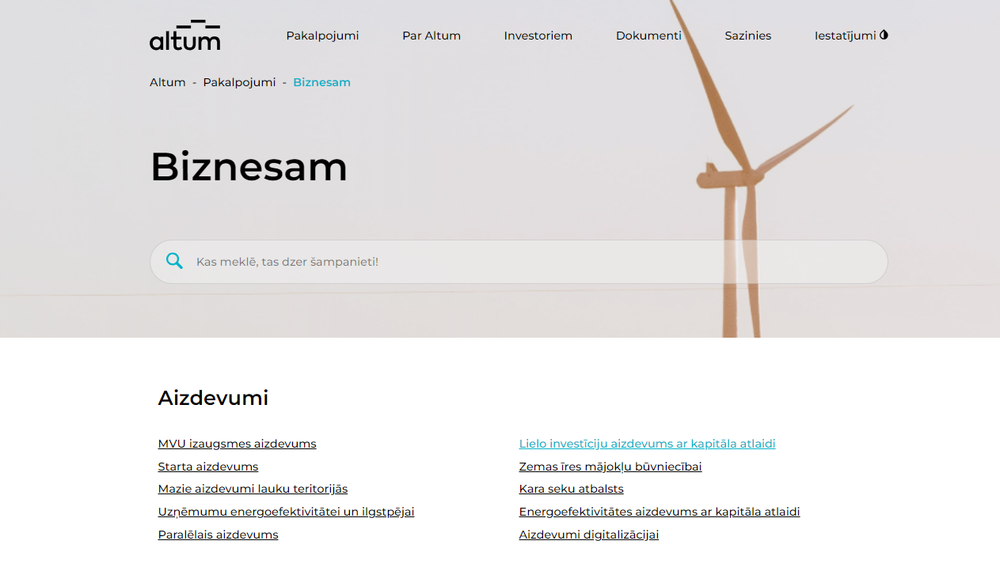 altum
Pakalpojumi
Par Altum
Investoriem
Dokumenti
Sazinies
Iestatījumi
Altum - Pakalpojumi - Biznesam
Biznesam
Kas meklē, tas dzer šampanieti!
Aizdevumi
MVU izaugsmes aizdevums
Starta aizdevums
Mazie aizdevumi lauku teritorijās
Uzņēmumu energoefektivitātei un ilgstpējai
Paralēlais aizdevums
Lielo investīciju aizdevums ar kapitāla atlaidi
Zemas īres mājokļu būvniecībai
Kara seku atbalsts
Energoefektivitātes aizdevums ar kapitāla atlaidi
Aizdevumi digitalizācijai